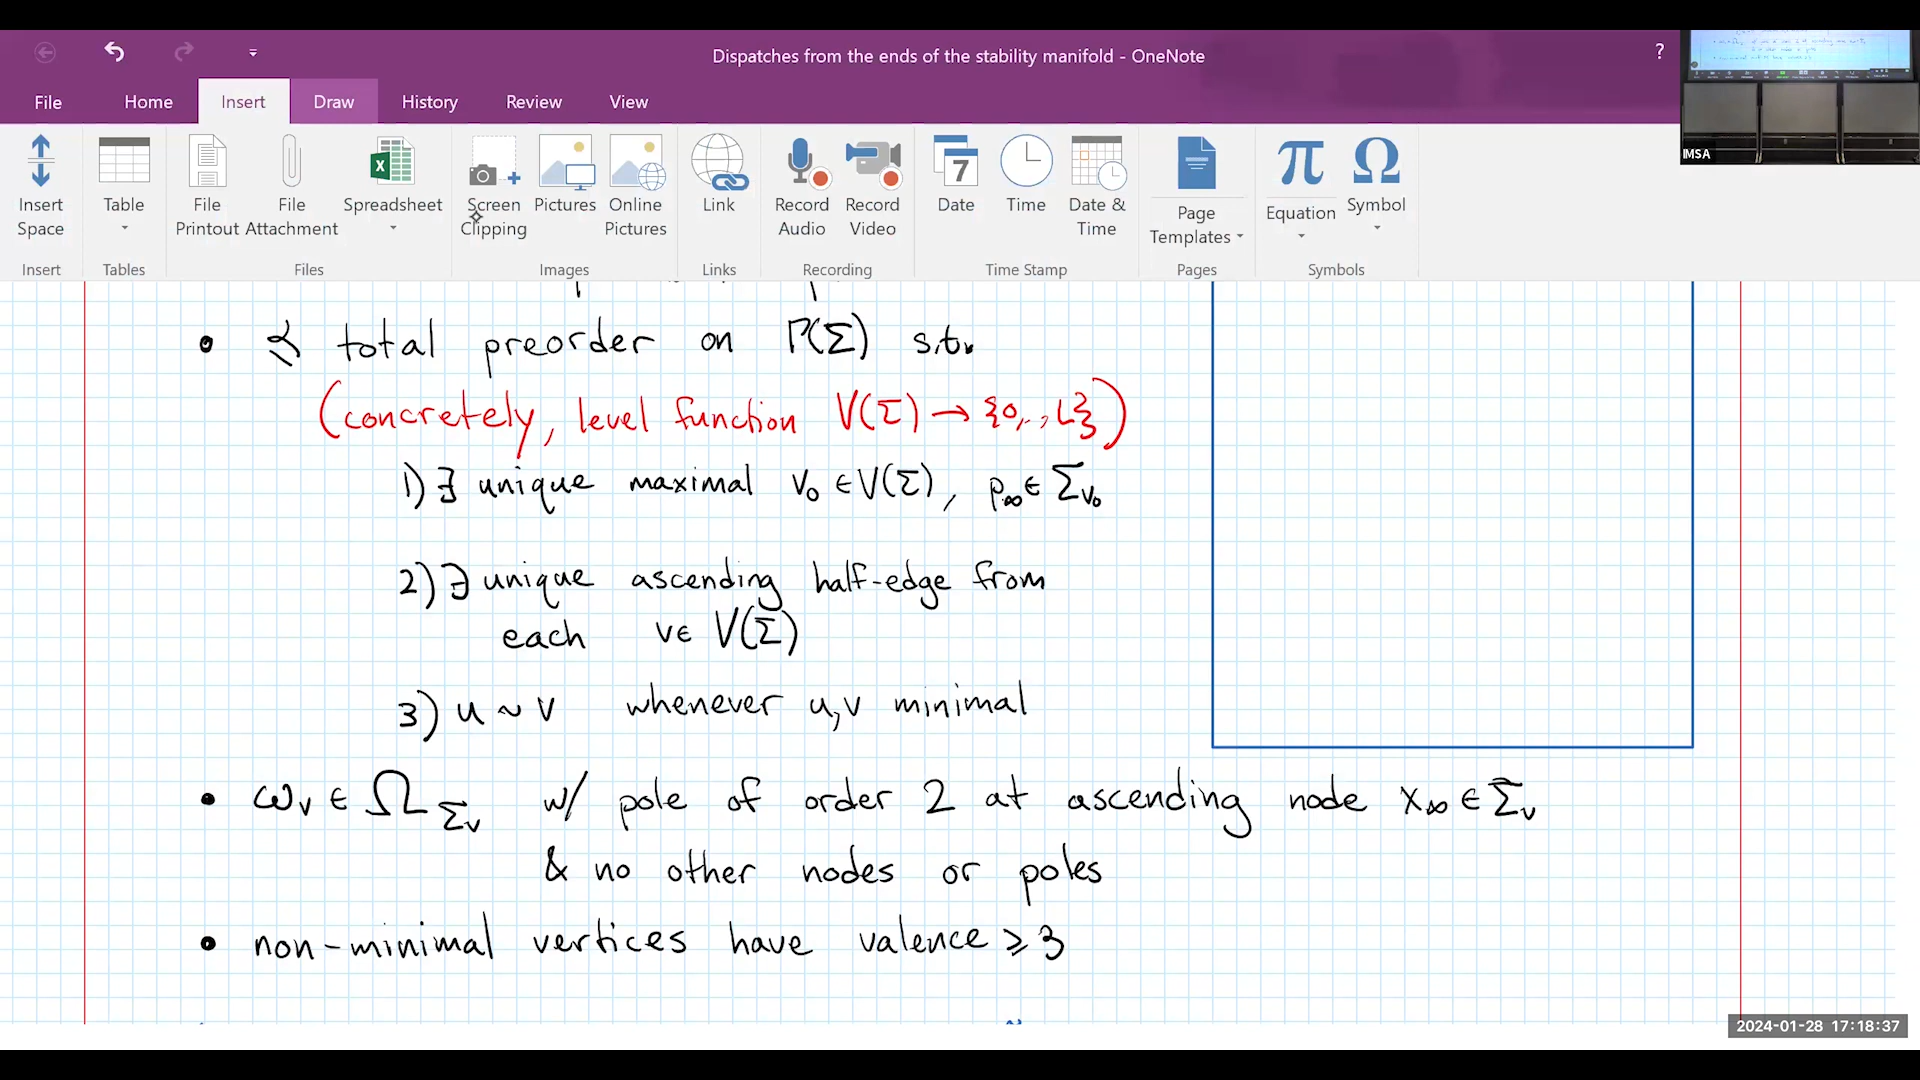 Dispatches from the ends of the stability manifold - OneNote
?
File Home Insert Draw History Review View
Insert Space
Table
File Printout
File Attachment
Spreadsheet
Screen Clipping
Pictures
Online Pictures
Link
Record Audio
Record Video
7
Date
Time
Date & Time
Page Templates
π
Equation
Ω
Symbol
Insert Tables Files Images Links Recording Time Stamp Pages Symbols
IMSA
• ≼ total preorder on Γ(Σ) s.t.
(concretely, level function V(Σ) → {0,..,L})
1) ∃ unique maximal v₀ ∈ V(Σ), p∞ ∈ Σv₀
2) ∃ unique ascending half-edge from
each v ∈ V(Σ)
3) u ~ v whenever u,v minimal
• ωv ∈ ΩΣv w/ pole of order 2 at ascending node x∞ ∈ Σv
& no other nodes or poles
• non-minimal vertices have valence ≥ 3
2024-01-28 17:18:37